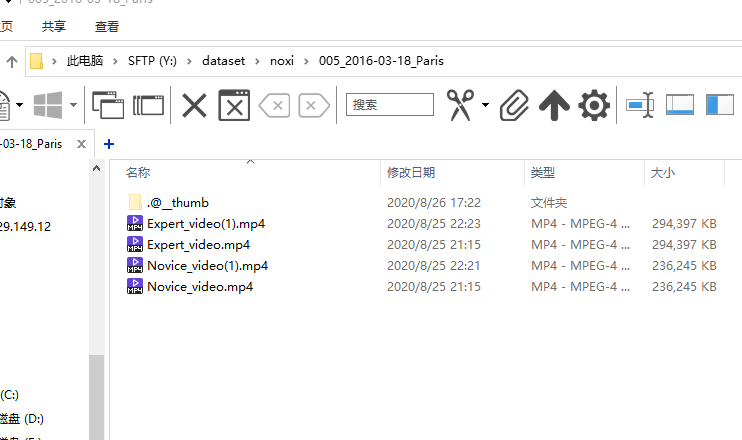 005_2016-03-18_Paris
页 共享 查看
此电脑 SFTP (Y:) dataset noxi 005_2016-03-18_Paris
搜索
-03-18_Paris
名称 修改日期 类型 大小
.@__thumb 2020/8/26 17:22 文件夹
Expert_video(1).mp4 2020/8/25 22:23 MP4 - MPEG-4 ... 294,397 KB
Expert_video.mp4 2020/8/25 21:15 MP4 - MPEG-4 ... 294,397 KB
Novice_video(1).mp4 2020/8/25 22:21 MP4 - MPEG-4 ... 236,245 KB
Novice_video.mp4 2020/8/25 21:15 MP4 - MPEG-4 ... 236,245 KB
对象
29.149.12
(C:)
磁盘 (D:)